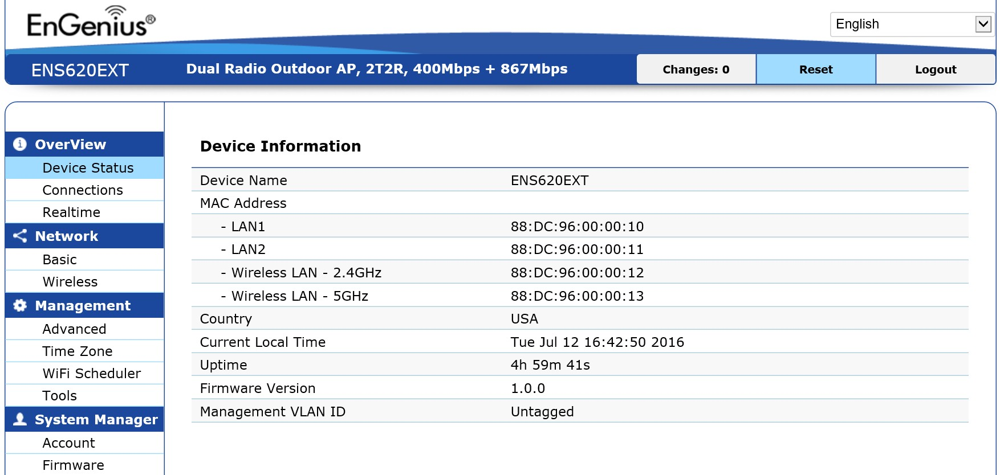 EnGenius®
English
ENS620EXT
Dual Radio Outdoor AP, 2T2R, 400Mbps + 867Mbps
Changes: 0
Reset
Logout
OverView
Device Status
Connections
Realtime
Network
Basic
Wireless
Management
Advanced
Time Zone
WiFi Scheduler
Tools
System Manager
Account
Firmware
Device Information
Device Name ENS620EXT
MAC Address
- LAN1 88:DC:96:00:00:10
- LAN2 88:DC:96:00:00:11
- Wireless LAN - 2.4GHz 88:DC:96:00:00:12
- Wireless LAN - 5GHz 88:DC:96:00:00:13
Country USA
Current Local Time Tue Jul 12 16:42:50 2016
Uptime 4h 59m 41s
Firmware Version 1.0.0
Management VLAN ID Untagged